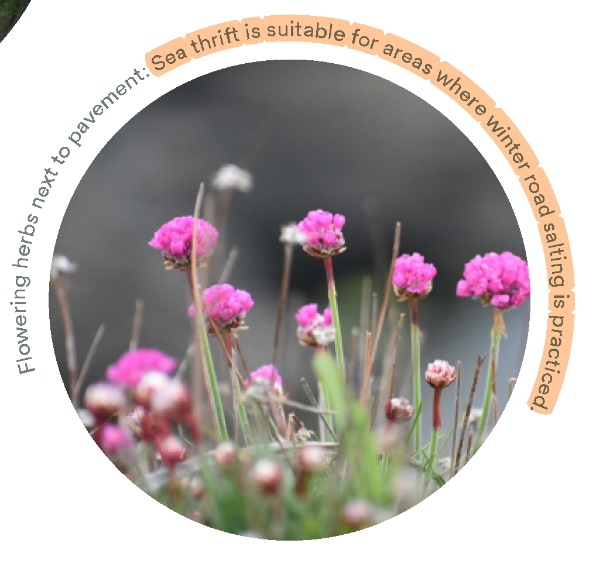 Flowering herbs next to pavement: Sea thrift is suitable for areas where winter road salting is practiced.